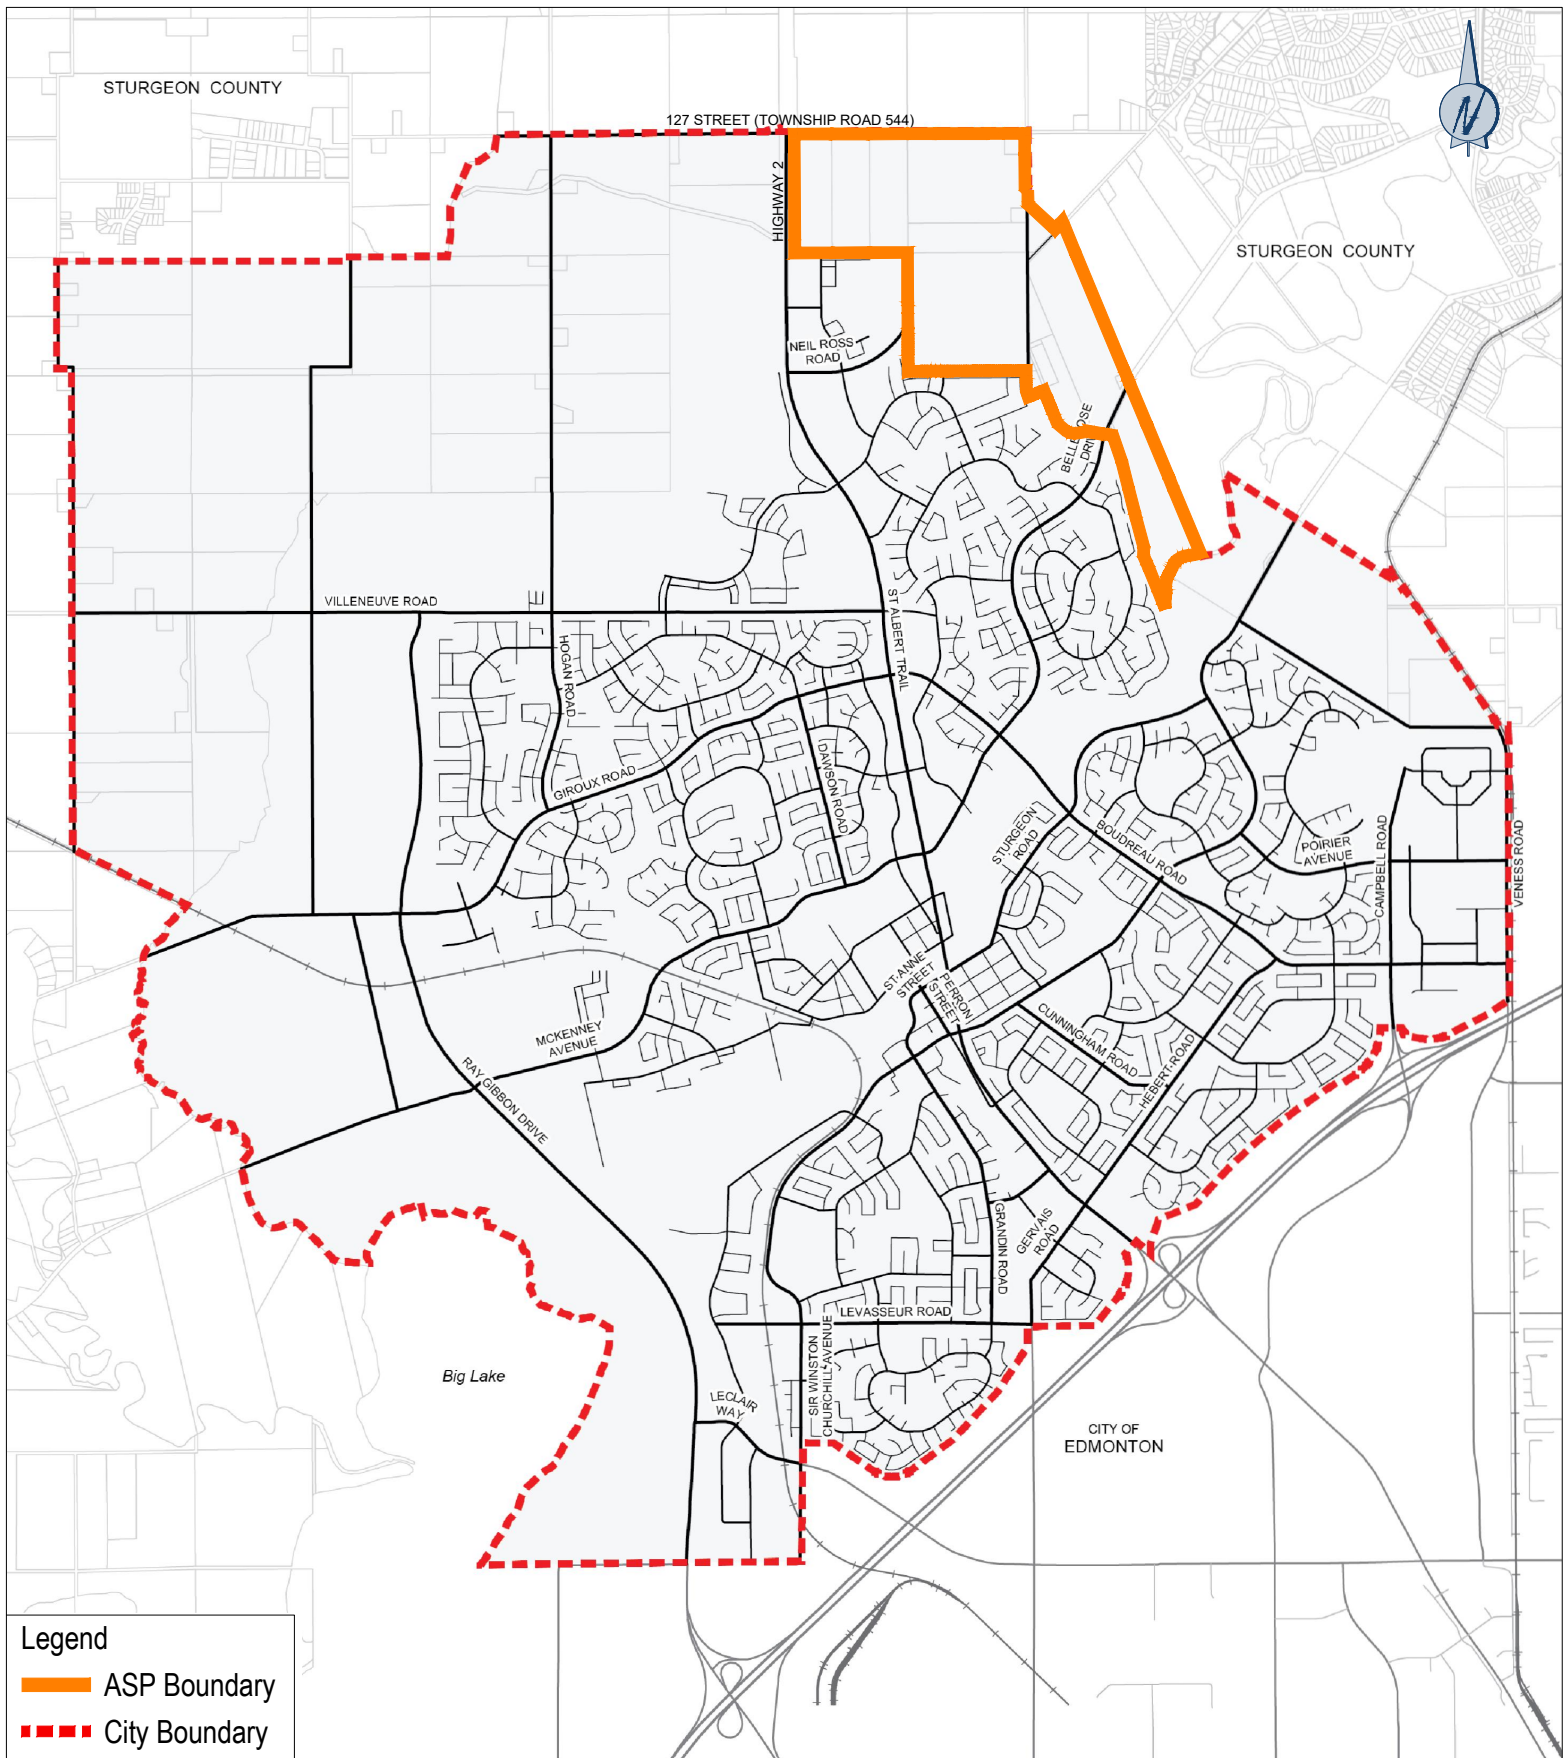 STURGEON COUNTY
127 STREET (TOWNSHIP ROAD 544)
N
HIGHWAY 2
STURGEON COUNTY
NEIL ROSS
ROAD
BELLEROSE
DRIVE
VILLENEUVE ROAD
ST ALBERT TRAIL
HOGAN ROAD
GIROUX ROAD
DAWSON ROAD
STURGEON
ROAD
BOUDREAU ROAD
POIRIER
AVENUE
CAMPBELL ROAD
VENESS ROAD
ST ANNE
STREET
PERRON
STREET
CUNNINGHAM ROAD
MCKENNEY
AVENUE
HEBERT ROAD
RAY GIBBON DRIVE
GRANDIN ROAD
GERVAIS
ROAD
LEVASSEUR ROAD
SIR WINSTON
CHURCHILL AVENUE
Big Lake
LECLAIR
WAY
CITY OF
EDMONTON
Legend
ASP Boundary
City Boundary